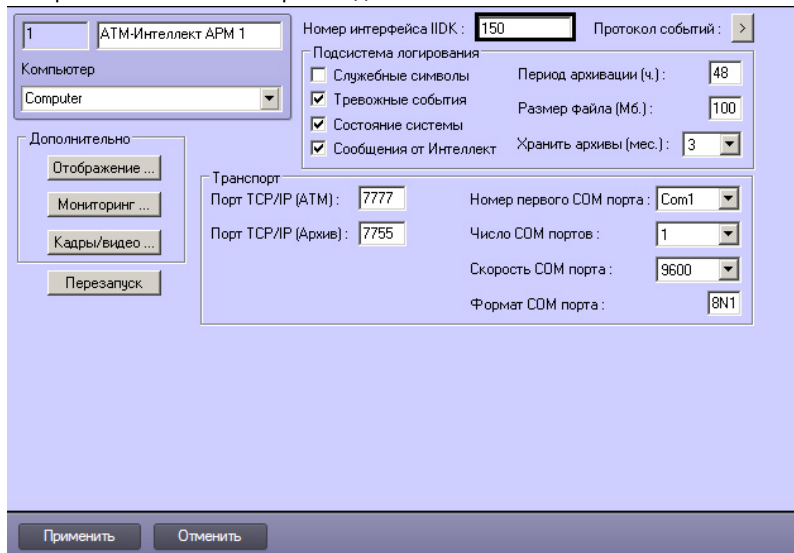 1 АТМ-Интеллект АРМ 1
Компьютер
Computer
Номер интерфейса IIDK : 150 Протокол событий : >
Подсистема логирования
Служебные символы Период архивации (ч.) : 48
Тревожные события Размер файла (Мб.) : 100
Состояние системы
Сообщения от Интеллект Хранить архивы (мес.) : 3
Дополнительно
Отображение ...
Мониторинг ...
Кадры/видео ...
Перезапуск
Транспорт
Порт TCP/IP (АТМ) : 7777 Номер первого COM порта : Com1
Порт TCP/IP (Архив) : 7755 Число COM портов : 1
Скорость COM порта : 9600
Формат COM порта : 8N1
Применить Отменить